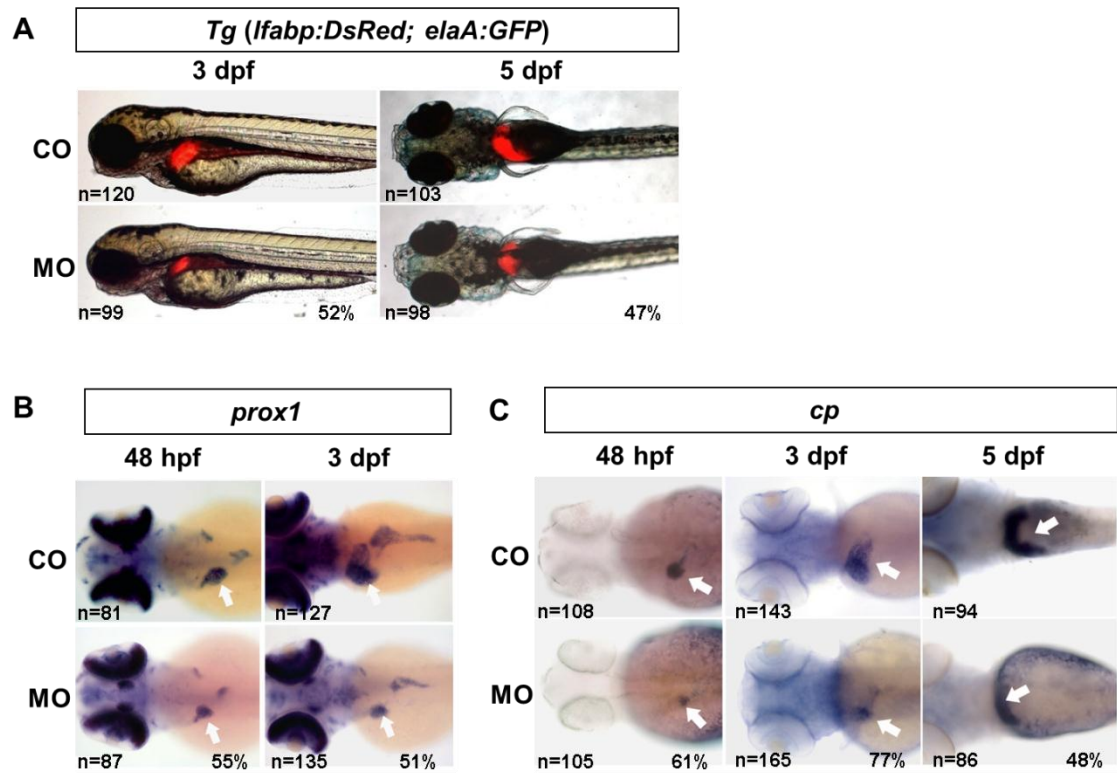 A
Tg (lfabp:DsRed; elaA:GFP)
3 dpf 5 dpf
CO
n=120 n=103
MO
n=99 52% n=98 47%
B
prox1
48 hpf 3 dpf
CO
n=81 n=127
MO
n=87 55% n=135 51%
C
cp
48 hpf 3 dpf 5 dpf
CO
n=108 n=143 n=94
MO
n=105 61% n=165 77% n=86 48%